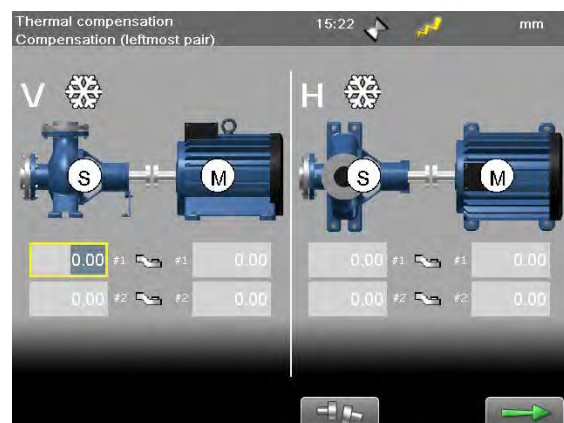 Thermal compensation 15:22 mm
Compensation (leftmost pair)
V H
S M S M
0.00 #1 #1 0.00 0.00 #1 #1 0.00
0.00 #2 #2 0.00 0.00 #2 #2 0.00